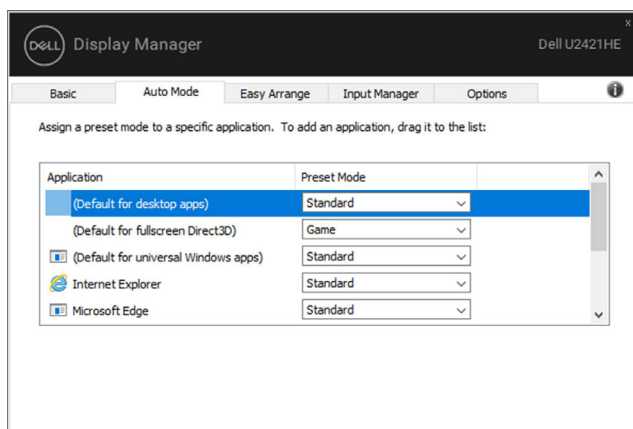 DELL Display Manager
x
Dell U2421HE
Basic Auto Mode Easy Arrange Input Manager Options
Assign a preset mode to a specific application. To add an application, drag it to the list:
Application Preset Mode
(Default for desktop apps) Standard
(Default for fullscreen Direct3D) Game
(Default for universal Windows apps) Standard
Internet Explorer Standard
Microsoft Edge Standard